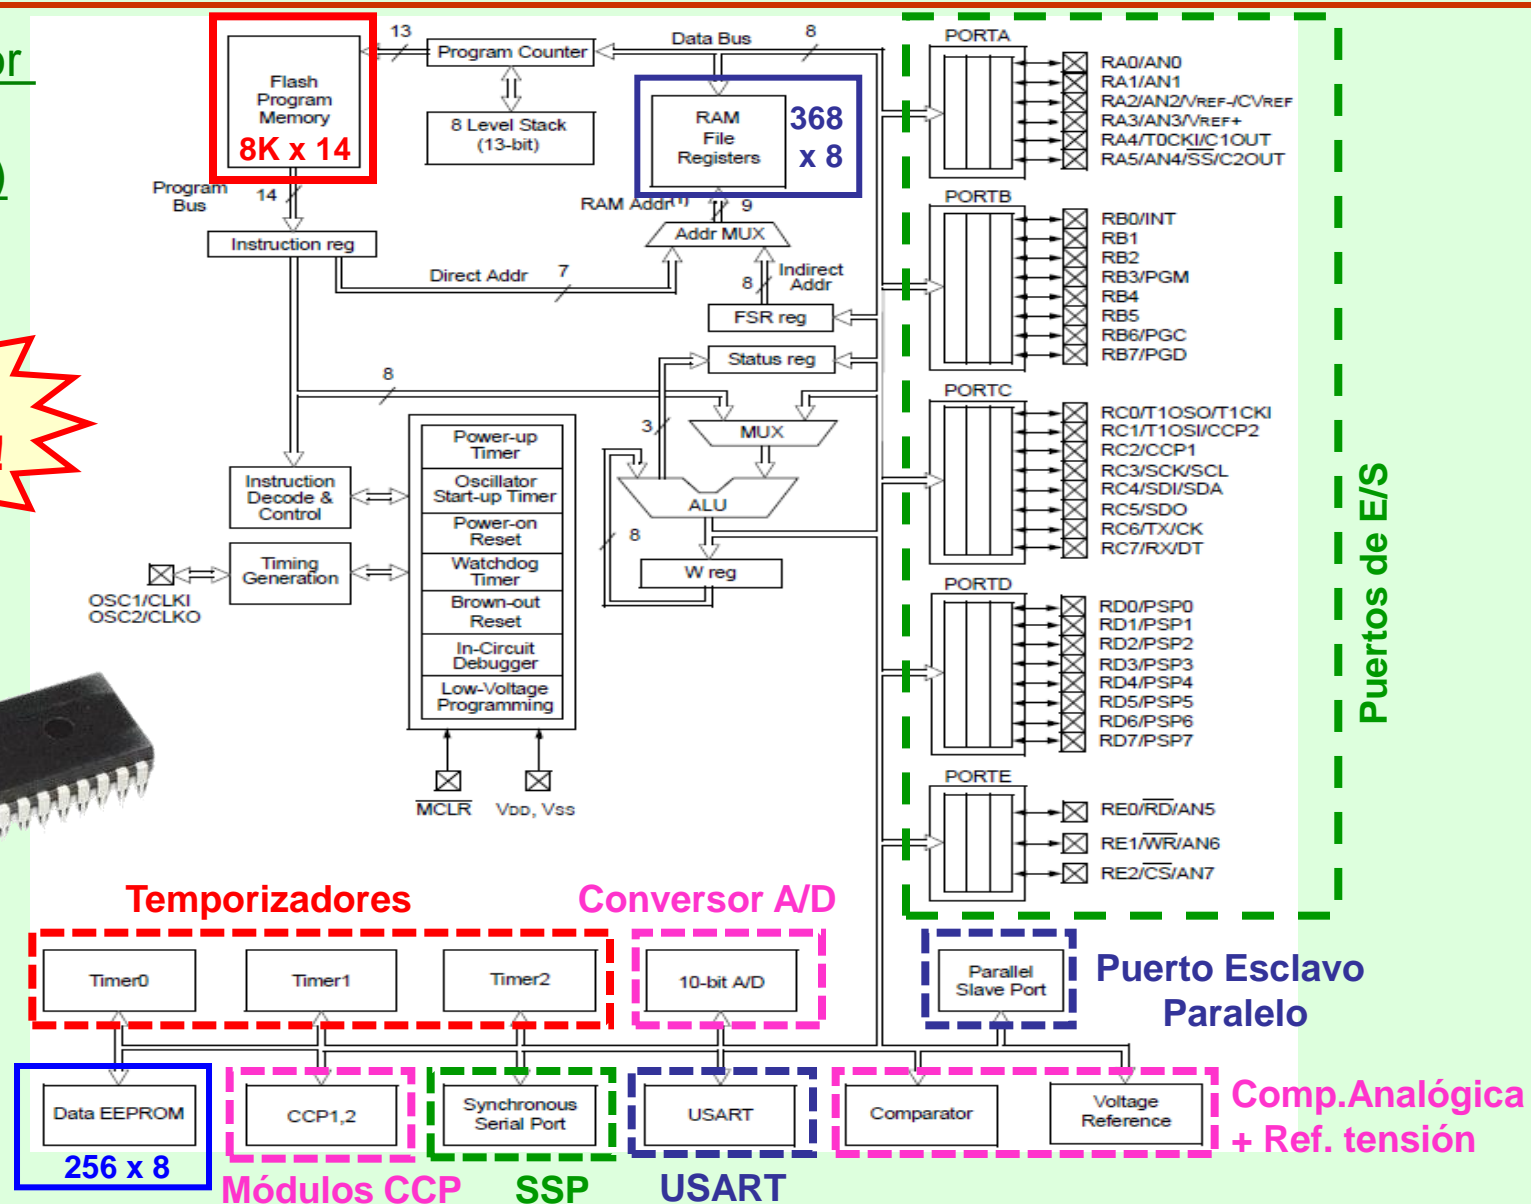 or
)
!
Flash
Program
Memory
8K x 14
13
Program Counter
Data Bus
8
8 Level Stack
(13-bit)
RAM
File
Registers
368
x 8
Program
Bus
14
RAM Addr(1)
9
Addr MUX
Instruction reg
Direct Addr
7
8
Indirect
Addr
FSR reg
Status reg
8
3
MUX
ALU
8
W reg
Power-up
Timer
Oscillator
Start-up Timer
Power-on
Reset
Watchdog
Timer
Brown-out
Reset
In-Circuit
Debugger
Low-Voltage
Programming
Instruction
Decode &
Control
Timing
Generation
OSC1/CLKI
OSC2/CLKO
MCLR
VDD, VSS
PORTA
RA0/AN0
RA1/AN1
RA2/AN2/VREF-/CVREF
RA3/AN3/VREF+
RA4/T0CKI/C1OUT
RA5/AN4/SS/C2OUT
PORTB
RB0/INT
RB1
RB2
RB3/PGM
RB4
RB5
RB6/PGC
RB7/PGD
PORTC
RC0/T1OSO/T1CKI
RC1/T1OSI/CCP2
RC2/CCP1
RC3/SCK/SCL
RC4/SDI/SDA
RC5/SDO
RC6/TX/CK
RC7/RX/DT
PORTD
RD0/PSP0
RD1/PSP1
RD2/PSP2
RD3/PSP3
RD4/PSP4
RD5/PSP5
RD6/PSP6
RD7/PSP7
PORTE
RE0/RD/AN5
RE1/WR/AN6
RE2/CS/AN7
Puertos de E/S
Temporizadores
Conversor A/D
Timer0
Timer1
Timer2
10-bit A/D
Parallel
Slave Port
Puerto Esclavo
Paralelo
Data EEPROM
256 x 8
CCP1,2
Synchronous
Serial Port
USART
Comparator
Voltage
Reference
Comp.Analógica
+ Ref. tensión
Módulos CCP
SSP
USART